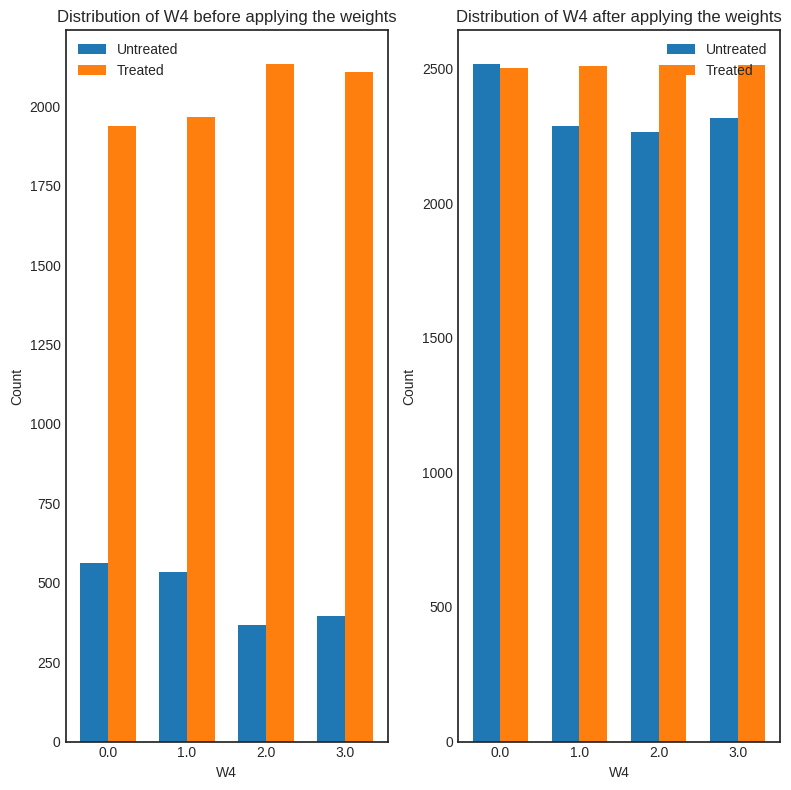 Distribution of W4 before applying the weights
Untreated
Treated
2000
1750
1500
1250
1000
750
500
250
0
Count
0.0 1.0 2.0 3.0
W4
Distribution of W4 after applying the weights
Untreated
Treated
2500
2000
1500
1000
500
0
Count
0.0 1.0 2.0 3.0
W4